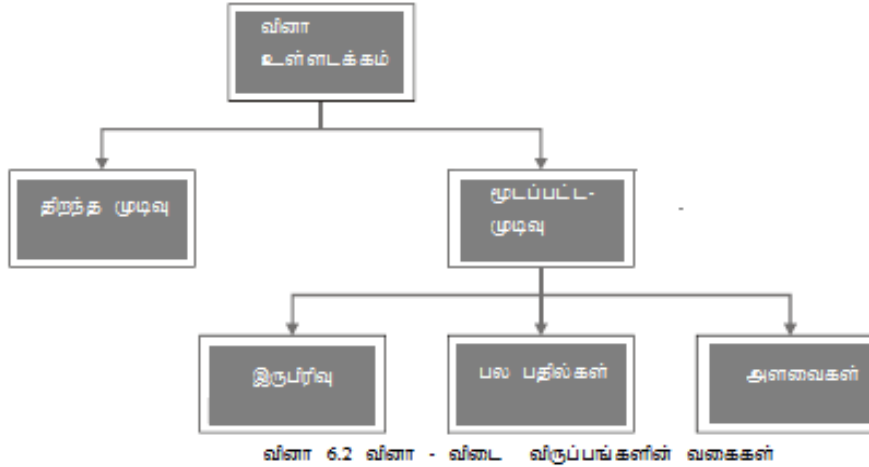 வினா
உள்ளடக்கம்
திறந்த முடிவு
மூடப்பட்ட-
முடிவு
-
இருபிரிவு
பல பதில்கள்
அளவைகள்
வினா 6.2 வினா - விடை விருப்பங்களின் வகைகள்